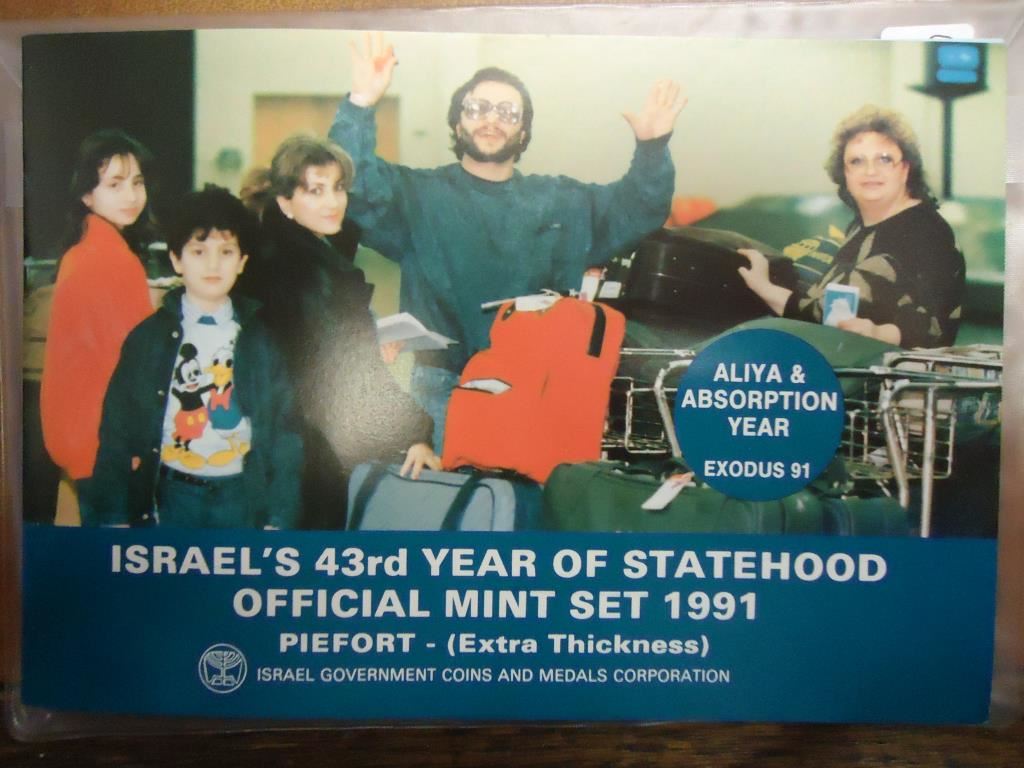 ALIYA &
ABSORPTION
YEAR
EXODUS 91
ISRAEL'S 43rd YEAR OF STATEHOOD
OFFICIAL MINT SET 1991
PIEFORT - (Extra Thickness)
ISRAEL GOVERNMENT COINS AND MEDALS CORPORATION